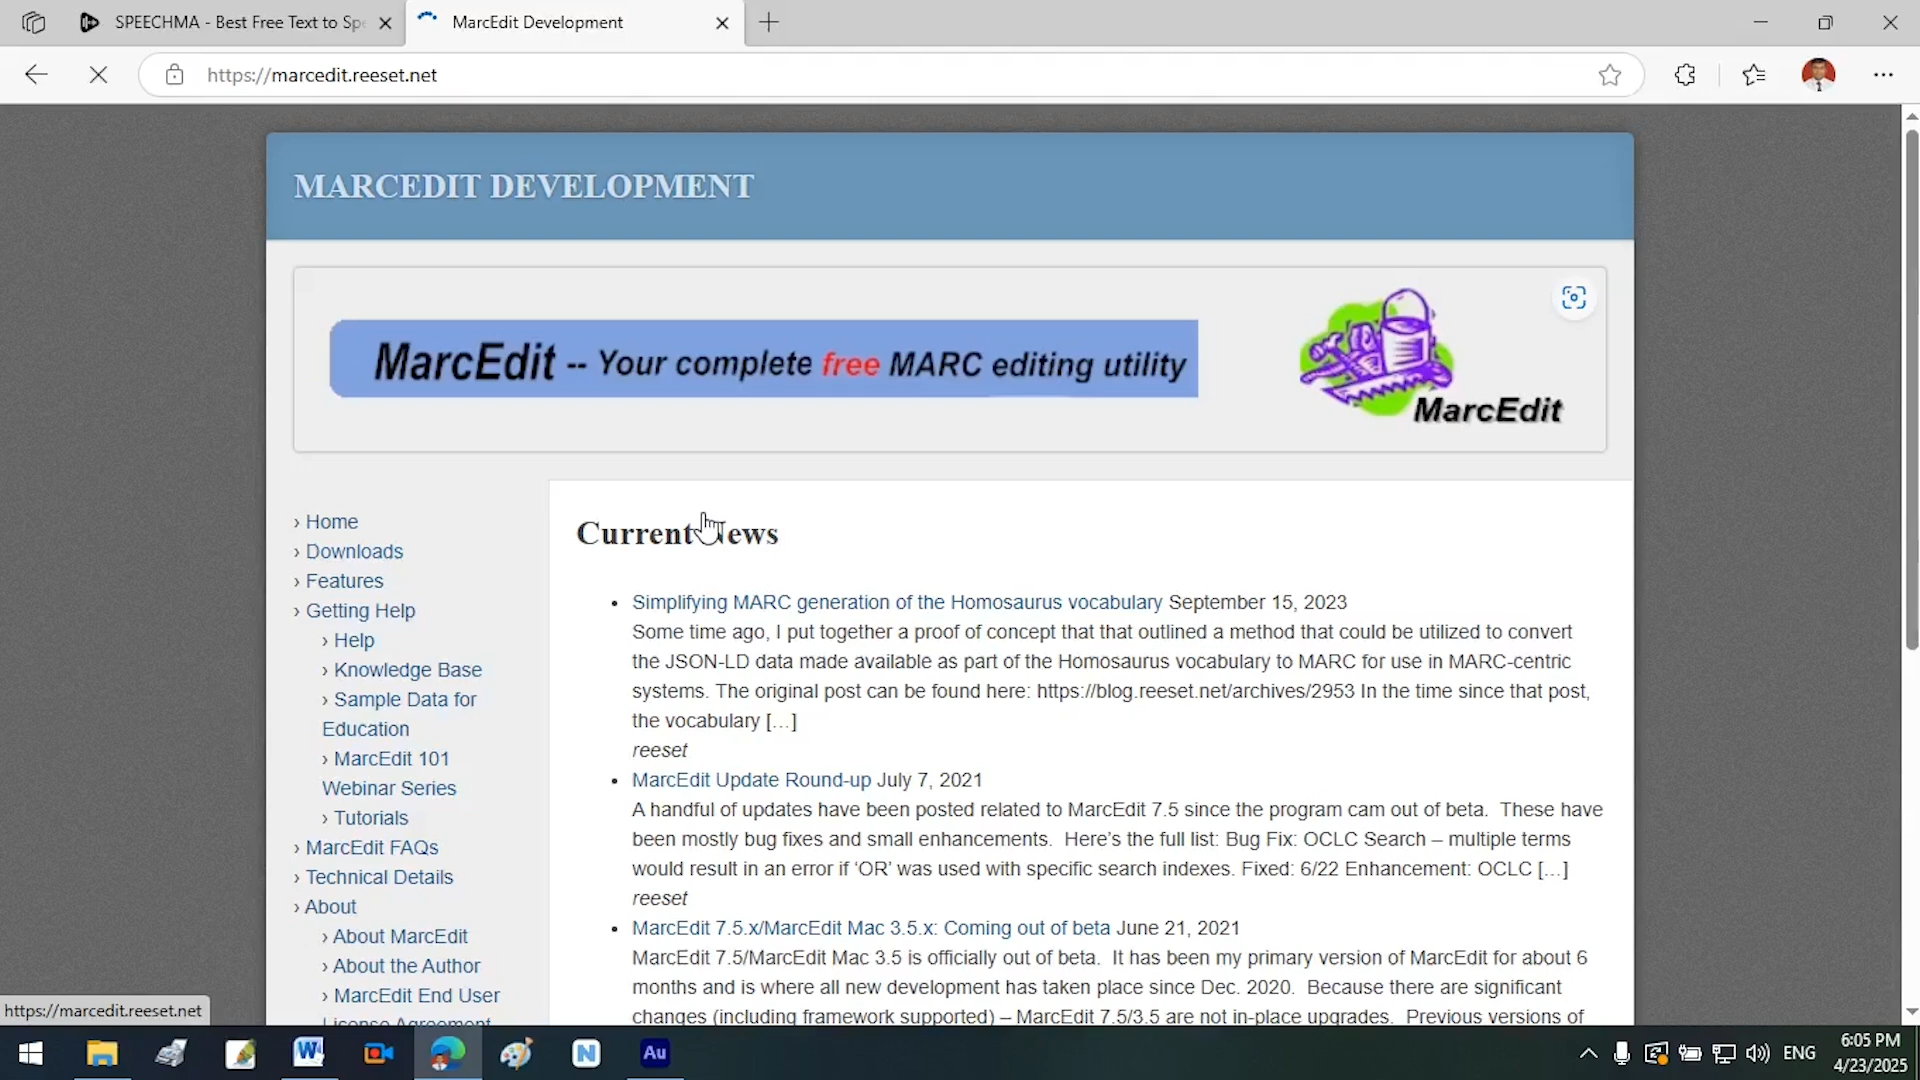 SPEECHMA - Best Free Text to Spe
MarcEdit Development
https://marcedit.reeset.net
MARCEDIT DEVELOPMENT
MarcEdit -- Your complete free MARC editing utility
MarcEdit
› Home
› Downloads
› Features
› Getting Help
› Help
› Knowledge Base
› Sample Data for
Education
› MarcEdit 101
Webinar Series
› Tutorials
› MarcEdit FAQs
› Technical Details
› About
› About MarcEdit
› About the Author
› MarcEdit End User
License Agreement
Current News
• Simplifying MARC generation of the Homosaurus vocabulary September 15, 2023
Some time ago, I put together a proof of concept that that outlined a method that could be utilized to convert
the JSON-LD data made available as part of the Homosaurus vocabulary to MARC for use in MARC-centric
systems. The original post can be found here: https://blog.reeset.net/archives/2953 In the time since that post,
the vocabulary […]
reeset
• MarcEdit Update Round-up July 7, 2021
A handful of updates have been posted related to MarcEdit 7.5 since the program cam out of beta. These have
been mostly bug fixes and small enhancements. Here’s the full list: Bug Fix: OCLC Search – multiple terms
would result in an error if ‘OR’ was used with specific search indexes. Fixed: 6/22 Enhancement: OCLC […]
reeset
• MarcEdit 7.5.x/MarcEdit Mac 3.5.x: Coming out of beta June 21, 2021
MarcEdit 7.5/MarcEdit Mac 3.5 is officially out of beta. It has been my primary version of MarcEdit for about 6
months and is where all new development has taken place since Dec. 2020. Because there are significant
changes (including framework supported) – MarcEdit 7.5/3.5 are not in-place upgrades. Previous versions of
https://marcedit.reeset.net
W
N
Au
ENG
6:05 PM
4/23/2025